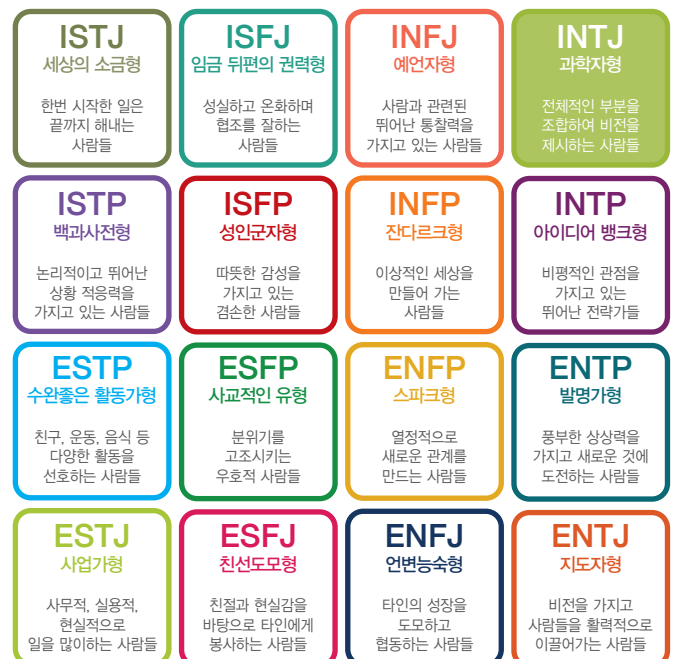 ISTJ
세상의 소금형
한번 시작한 일은
끝까지 해내는
사람들
ISFJ
임금 뒤편의 권력형
성실하고 온화하며
협조를 잘하는
사람들
INFJ
예언자형
사람과 관련된
뛰어난 통찰력을
가지고 있는 사람들
INTJ
과학자형
전체적인 부분을
조합하여 비전을
제시하는 사람들
ISTP
백과사전형
논리적이고 뛰어난
상황 적응력을
가지고 있는 사람들
ISFP
성인군자형
따뜻한 감성을
가지고 있는
겸손한 사람들
INFP
잔다르크형
이상적인 세상을
만들어 가는
사람들
INTP
아이디어 뱅크형
비평적인 관점을
가지고 있는
뛰어난 전략가들
ESTP
수완좋은 활동가형
친구, 운동, 음식 등
다양한 활동을
선호하는 사람들
ESFP
사교적인 유형
분위기를
고조시키는
우호적 사람들
ENFP
스파크형
열정적으로
새로운 관계를
만드는 사람들
ENTP
발명가형
풍부한 상상력을
가지고 새로운 것에
도전하는 사람들
ESTJ
사업가형
사무적, 실용적,
현실적으로
일을 많이하는 사람들
ESFJ
친선도모형
친절과 현실감을
바탕으로 타인에게
봉사하는 사람들
ENFJ
언변능숙형
타인의 성장을
도모하고
협동하는 사람들
ENTJ
지도자형
비전을 가지고
사람들을 활력적으로
이끌어가는 사람들